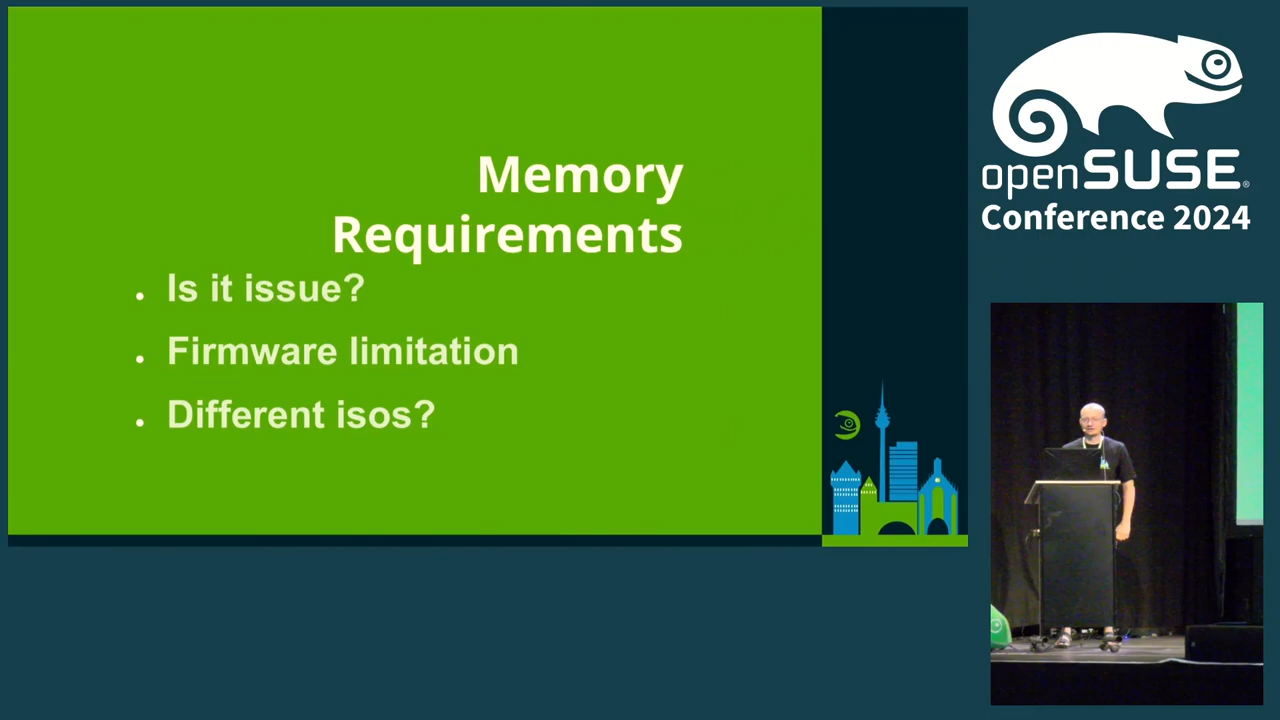 Memory
Requirements
Is it issue?
Firmware limitation
Different isos?
openSUSE
Conference 2024